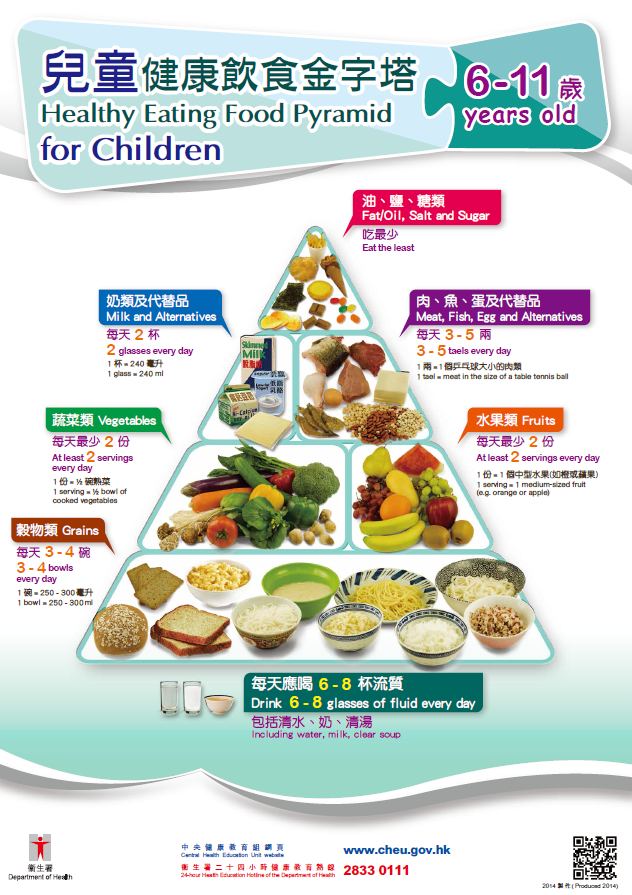 兒童健康飲食金字塔
Healthy Eating Food Pyramid
for Children
6-11歲
years old
油、鹽、糖類
Fat/Oil, Salt and Sugar
吃最少
Eat the least
奶類及代替品
Milk and Alternatives
每天 2 杯
2 glasses every day
1 杯 = 240 毫升
1 glass = 240 ml
肉、魚、蛋及代替品
Meat, Fish, Egg and Alternatives
每天 3 - 5 兩
3 - 5 taels every day
1 兩 = 1個乒乓球大小的肉類
1 tael = meat in the size of a table tennis ball
Skimmed
Milk
脫脂奶
蔬菜類 Vegetables
每天最少 2 份
At least 2 servings
every day
1 份 = ½ 碗熟菜
1 serving = ½ bowl of
cooked vegetables
水果類 Fruits
每天最少 2 份
At least 2 servings every day
1 份 = 1 個中型水果(如橙或蘋果)
1 serving = 1 medium-sized fruit
(e.g. orange or apple)
穀物類 Grains
每天 3 - 4 碗
3 - 4 bowls
every day
1 碗 = 250 - 300 毫升
1 bowl = 250 - 300 ml
每天應喝 6 - 8 杯流質
Drink 6 - 8 glasses of fluid every day
包括清水、奶、清湯
Including water, milk, clear soup
衞生署
Department of Health
中央健康教育組網頁
Central Health Education Unit website
www.cheu.gov.hk
衞生署二十四小時健康教育熱線
24-hour Health Education Hotline of the Department of Health
2833 0111
2014 製作 ( Produced 2014)